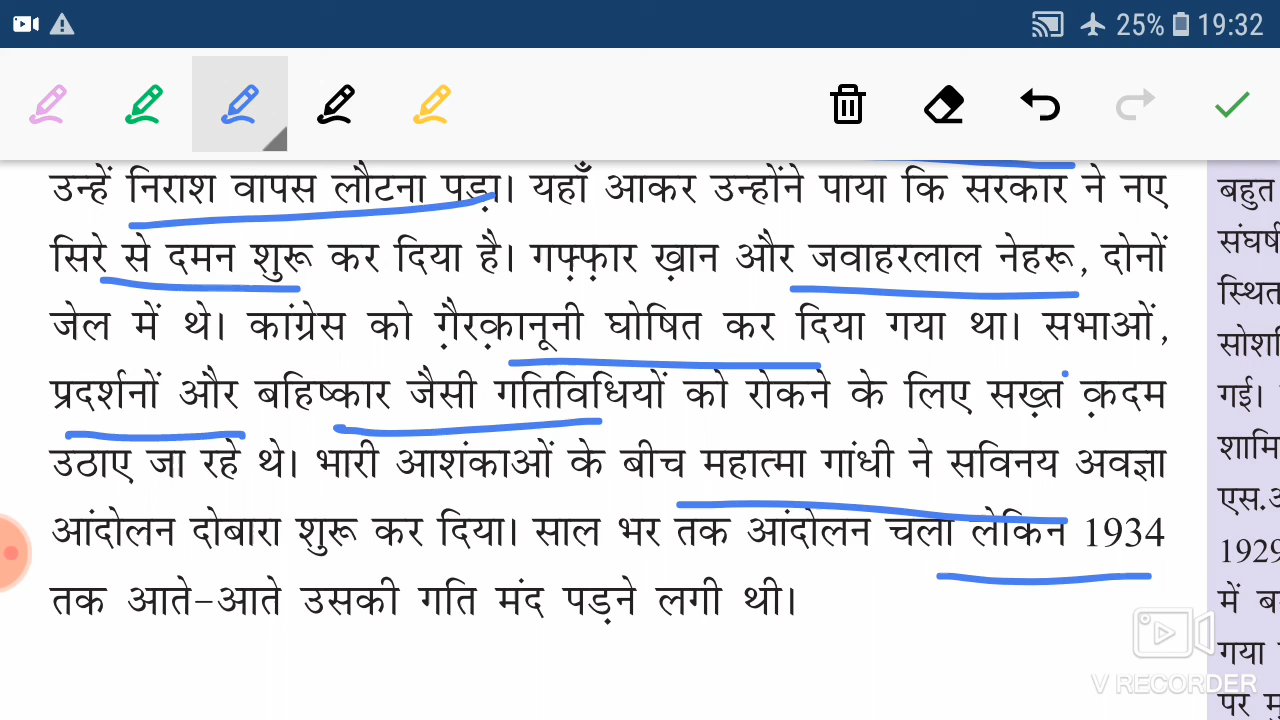 25% 19:32
उन्हें निराश वापस लौटना पड़ा। यहाँ आकर उन्होंने पाया कि सरकार ने नए
सिरे से दमन शुरू कर दिया है। गफ़्फ़ार ख़ान और जवाहरलाल नेहरू, दोनों
जेल में थे। कांग्रेस को ग़ैरक़ानूनी घोषित कर दिया गया था। सभाओं,
प्रदर्शनों और बहिष्कार जैसी गतिविधियों को रोकने के लिए सख़्त क़दम
उठाए जा रहे थे। भारी आशंकाओं के बीच महात्मा गांधी ने सविनय अवज्ञा
आंदोलन दोबारा शुरू कर दिया। साल भर तक आंदोलन चला लेकिन 1934
तक आते-आते उसकी गति मंद पड़ने लगी थी।
बहुत
स्थित
गई।
1929
में
गया
पर
V RECORDER